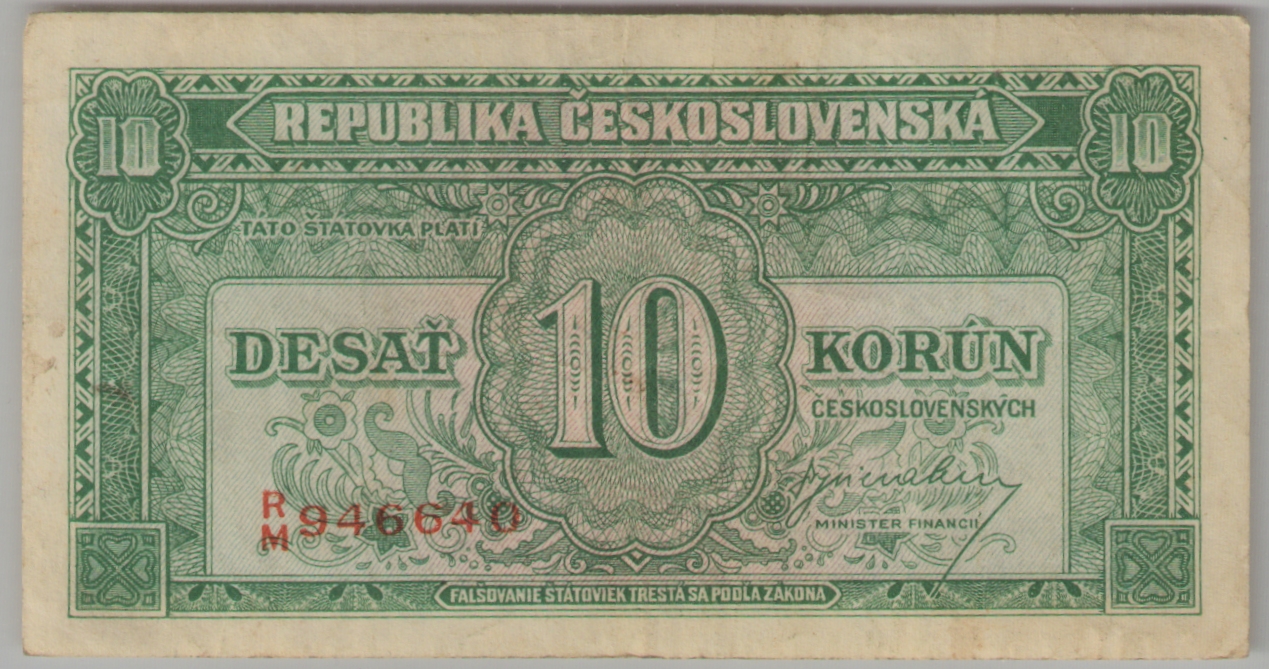 10
REPUBLIKA ČESKOSLOVENSKÁ
10
TÁTO ŠTÁTOVKA PLATÍ
DESAŤ
10
KORÚN
ČESKOSLOVENSKÝCH
R
M
946640
MINISTER FINANCIÍ
FALŠOVANIE ŠTÁTOVIEK TRESTÁ SA PODĽA ZÁKONA